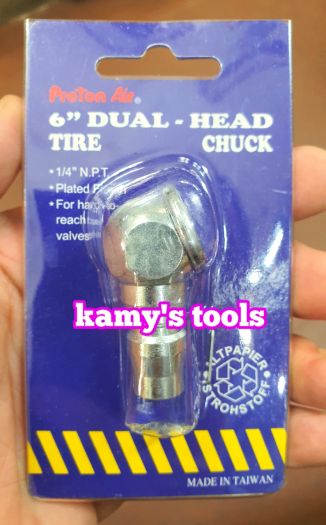 Proton Air®
6" DUAL - HEAD
TIRE CHUCK
• 1/4" N.P.T.
• Plated
• For
reach
valves
kamy's tools
ALTPAPIER
STROHSTOFF
MADE IN TAIWAN